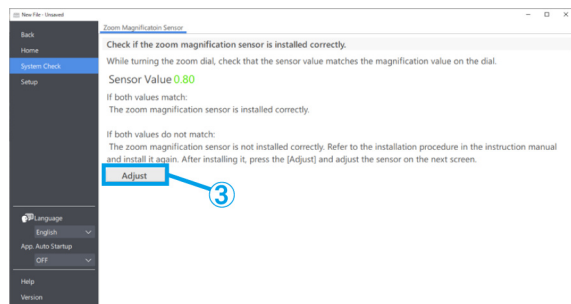 New File - Unsaved
Back
Home
System Check
Setup
Language
English
App. Auto Startup
OFF
Help
Version
Zoom Magnificatoin Sensor
Check if the zoom magnification sensor is installed correctly.
While turning the zoom dial, check that the sensor value matches the magnification value on the dial.
Sensor Value 0.80
If both values match:
The zoom magnification sensor is installed correctly.
If both values do not match:
The zoom magnification sensor is not installed correctly. Refer to the installation procedure in the instruction manual
and install it again. After installing it, press the [Adjust] and adjust the sensor on the next screen.
Adjust
③